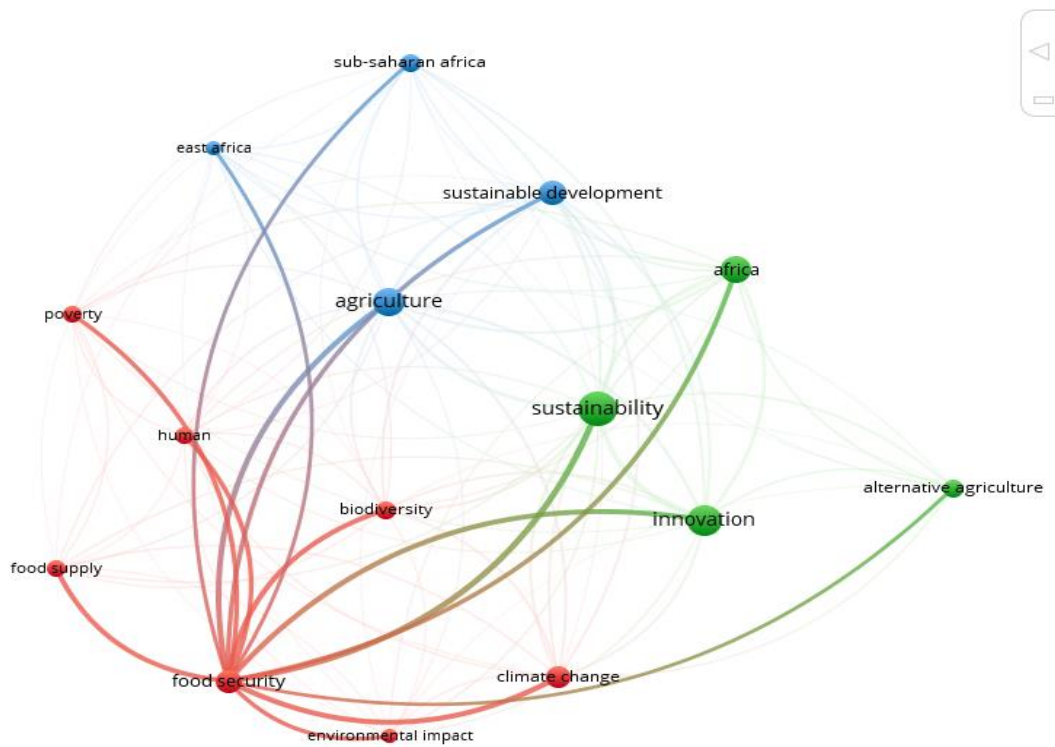 sub-saharan africa
east africa
sustainable development
africa
agriculture
poverty
sustainability
human
alternative agriculture
biodiversity
innovation
food supply
climate change
food security
environmental impact